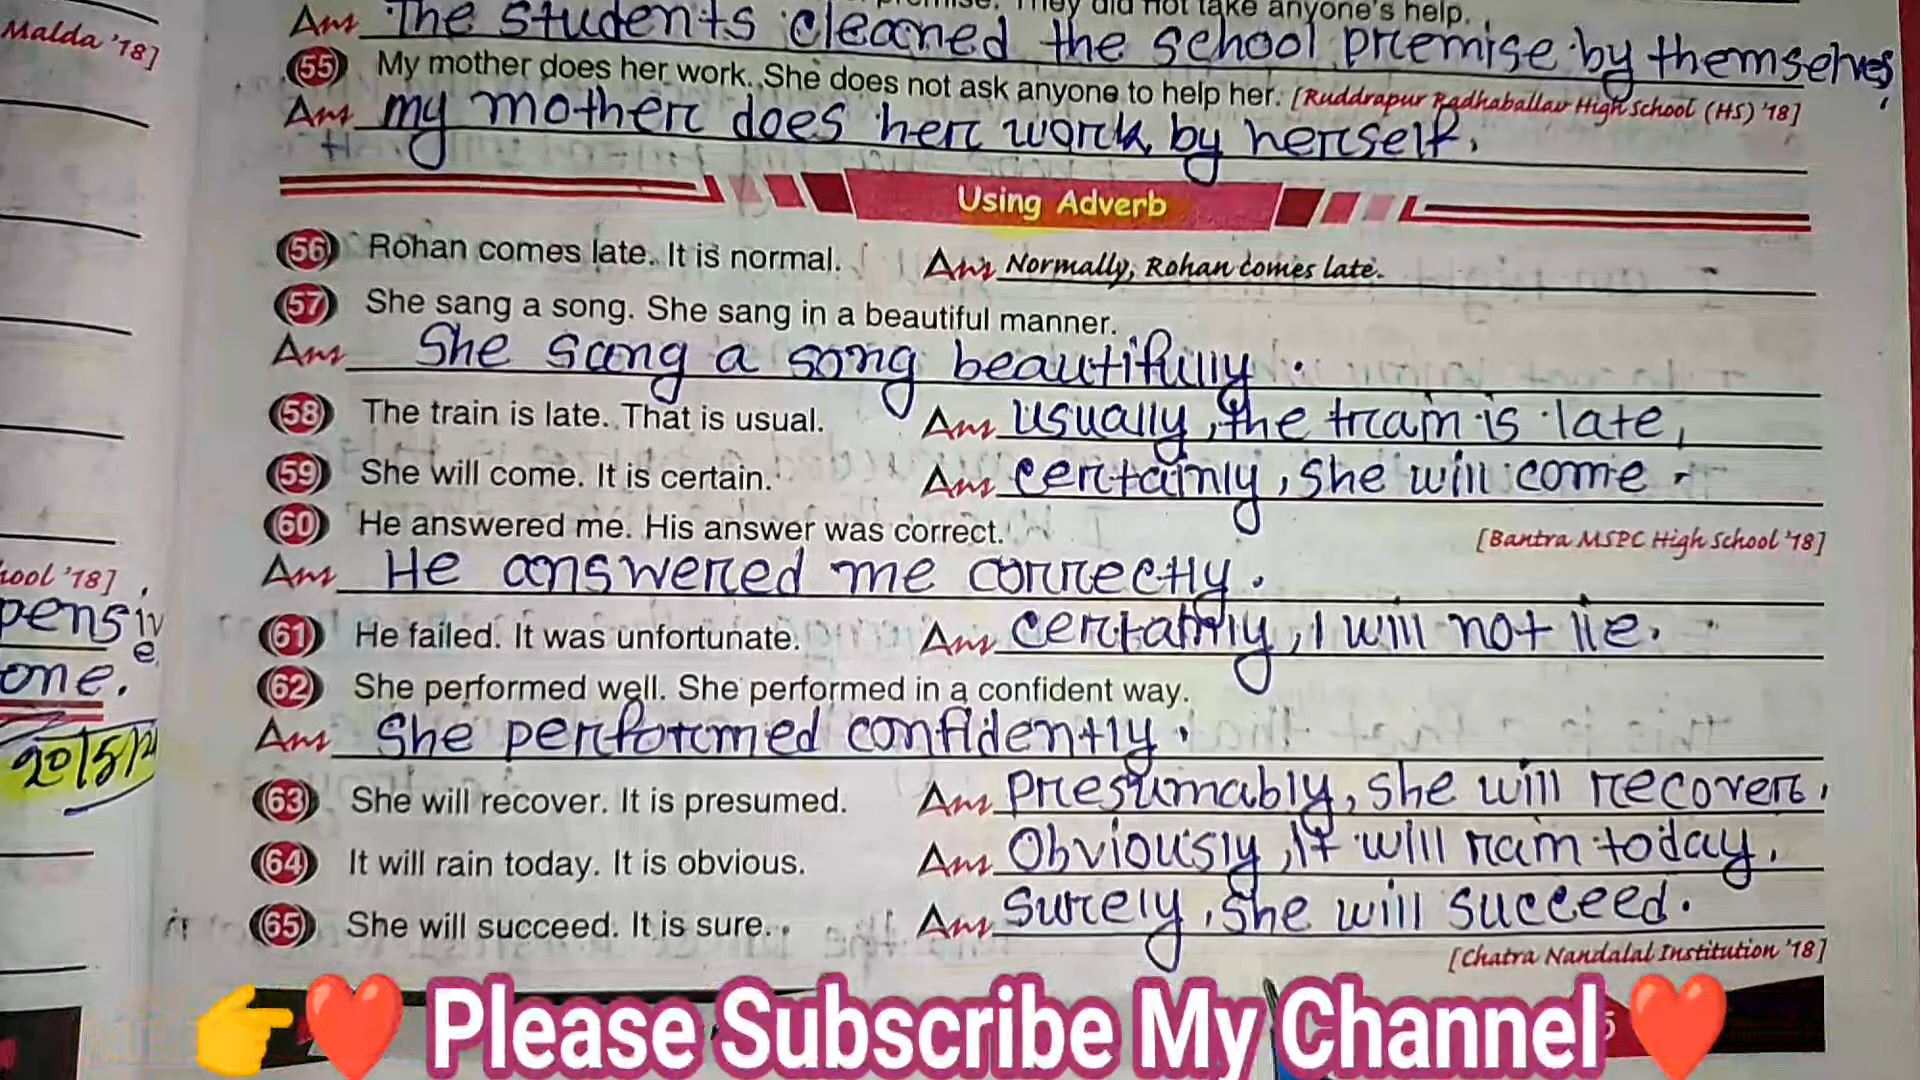 They did not take anyone's help.
Malda '18]
Ans The students cleaned the school premise by themselves,
55 My mother does her work. She does not ask anyone to help her. [Ruddrapur Radhaballav High School (HS) '18]
Ans my mother does her work by herself.
Using Adverb
56 Rohan comes late. It is normal. Ans Normally, Rohan comes late.
57 She sang a song. She sang in a beautiful manner.
Ans She sang a song beautifully.
58 The train is late. That is usual. Ans usually, the train is late,
59 She will come. It is certain. Ans certainly, she will come.
60 He answered me. His answer was correct. [Bantra MSPC High School '18]
Ans He answered me correctly.
61 He failed. It was unfortunate. Ans certainly, I will not lie.
62 She performed well. She performed in a confident way.
Ans She performed confidently.
63 She will recover. It is presumed. Ans presumably, she will recover.
64 It will rain today. It is obvious. Ans Obviously, It will rain today.
65 She will succeed. It is sure. Ans surely, she will succeed.
[Chatra Nandalal Institution '18]
hool '18]
pensive
one.
👉❤️ Please Subscribe My Channel ❤️